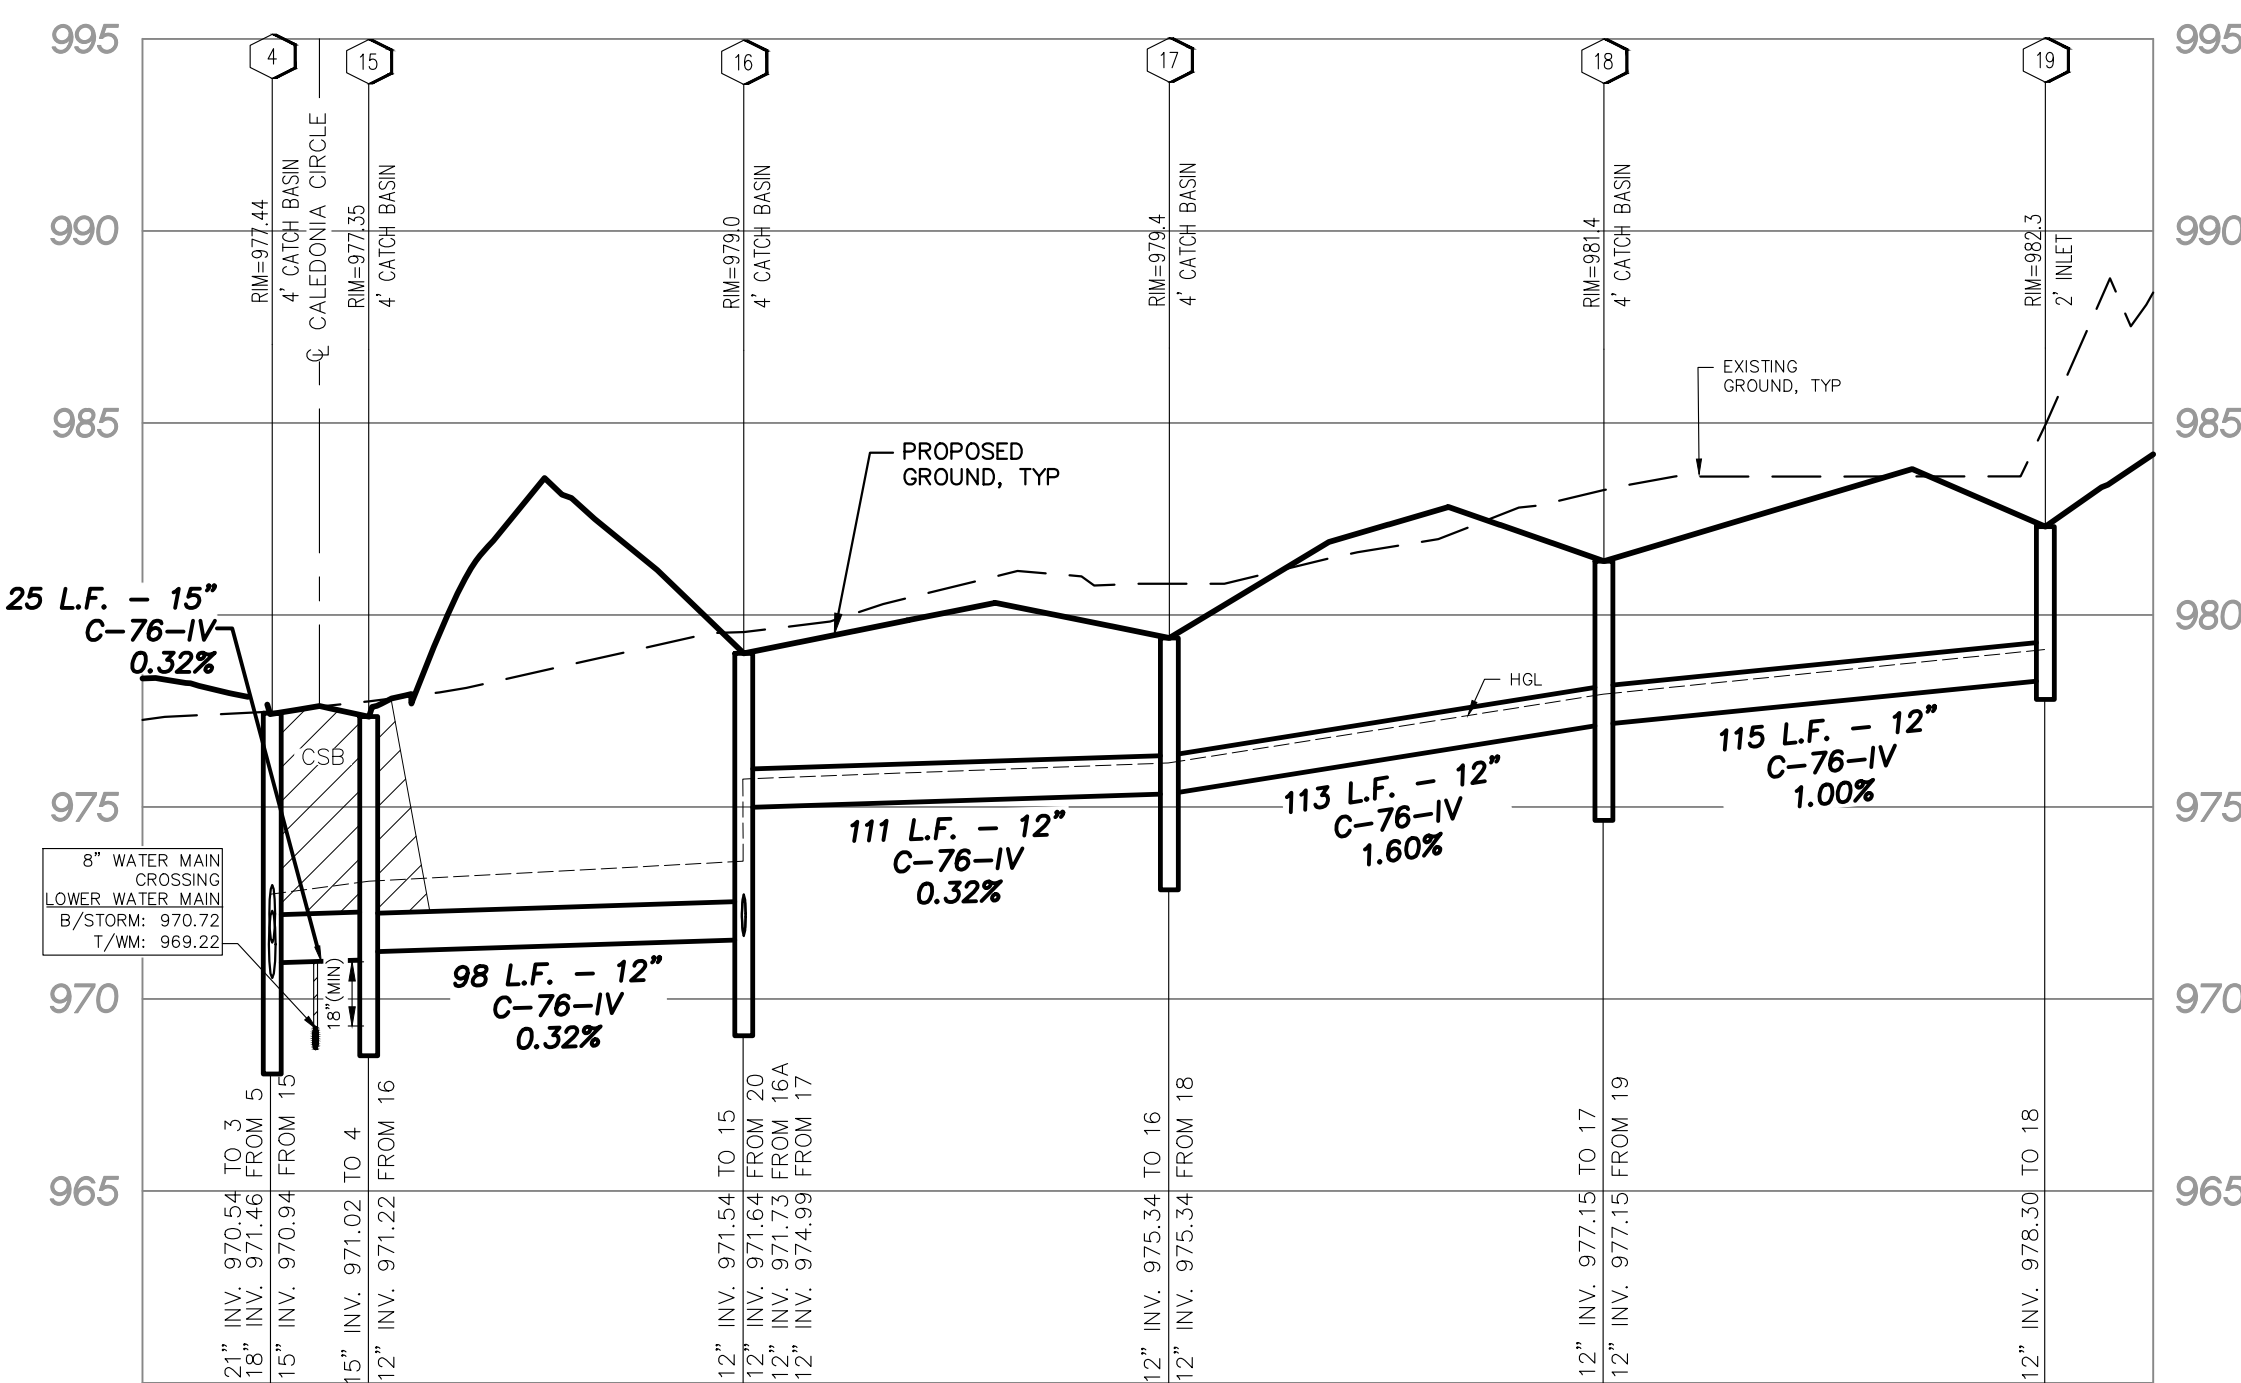 995
995
4
15
16
17
18
19
RIM=977.44
4' CATCH BASIN
℄ CALEDONIA CIRCLE
RIM=977.35
4' CATCH BASIN
RIM=979.0
4' CATCH BASIN
RIM=979.4
4' CATCH BASIN
RIM=981.4
4' CATCH BASIN
RIM=982.3
2' INLET
990
990
EXISTING
GROUND, TYP
985
985
PROPOSED
GROUND, TYP
25 L.F. - 15"
C-76-IV
0.32%
980
980
HGL
CSB
975
975
115 L.F. - 12"
C-76-IV
1.00%
113 L.F. - 12"
C-76-IV
1.60%
111 L.F. - 12"
C-76-IV
0.32%
8" WATER MAIN
CROSSING
LOWER WATER MAIN
B/STORM: 970.72
T/WM: 969.22
18"(MIN)
98 L.F. - 12"
C-76-IV
0.32%
970
970
965
965
21" INV. 970.54 TO 3
18" INV. 971.46 FROM 5
15" INV. 970.94 FROM 15
15" INV. 971.02 TO 4
12" INV. 971.22 FROM 16
12" INV. 971.54 TO 15
12" INV. 971.64 FROM 20
12" INV. 971.73 FROM 16A
12" INV. 974.99 FROM 17
12" INV. 975.34 TO 16
12" INV. 975.34 FROM 18
12" INV. 977.15 TO 17
12" INV. 977.15 FROM 19
12" INV. 978.30 TO 18